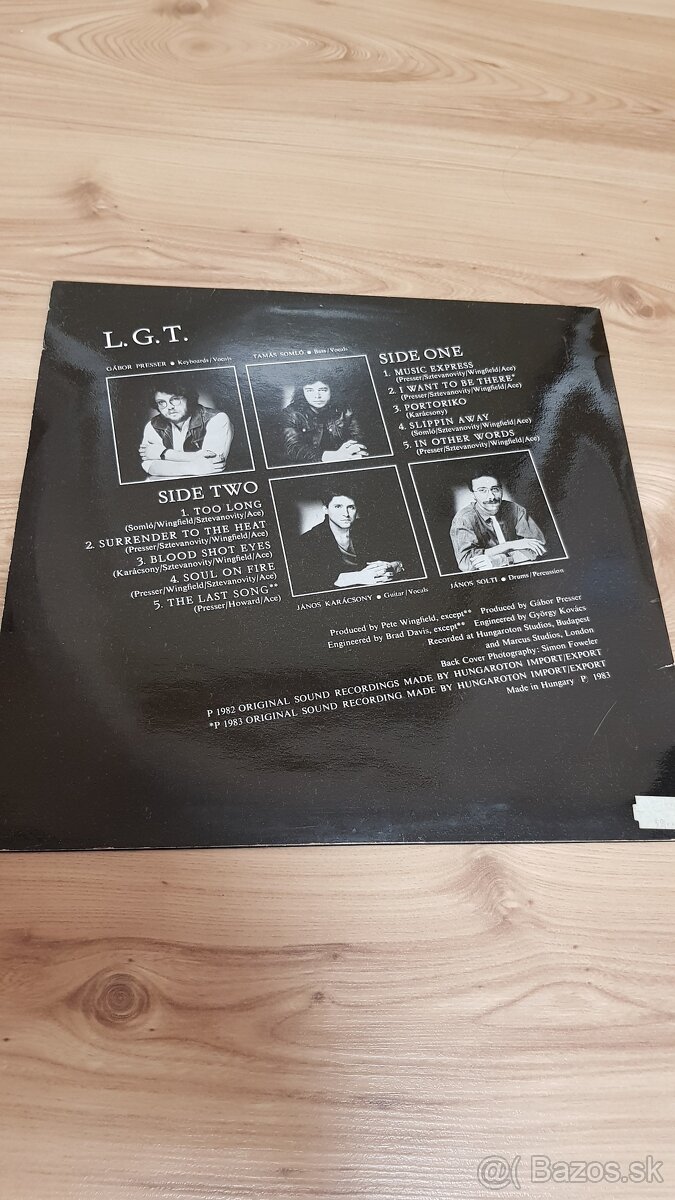 L.G.T.
GÁBOR PRESSER ● Keyboards/Vocals
TAMÁS SOMLÓ ● Bass/Vocals
SIDE ONE
1. MUSIC EXPRESS
(Presser/Sztevanovity/Wingfield/Ace)
2. I WANT TO BE THERE*
(Presser/Sztevanovity/Wingfield/Ace)
3. PORTORIKO
(Karácsony)
4. SLIPPIN AWAY
(Somló/Sztevanovity/Wingfield/Ace)
5. IN OTHER WORDS
(Presser/Sztevanovity/Wingfield/Ace)
SIDE TWO
1. TOO LONG
(Somló/Wingfield/Sztevanovity/Ace)
2. SURRENDER TO THE HEAT
(Presser/Wingfield/Sztevanovity/Ace)
3. BLOOD SHOT EYES
(Karácsony/Sztevanovity/Wingfield/Ace)
4. SOUL ON FIRE
(Presser/Wingfield/Sztevanovity/Ace)
5. THE LAST SONG**
(Presser/Howard/Ace)
JÁNOS KARÁCSONY ● Guitar/Vocals
JÁNOS SOLTI ● Drums/Percussion
Produced by Pete Wingfield, except** Produced by Gábor Presser
Engineered by Brad Davis, except** Engineered by György Kovács
Recorded at Hungaroton Studios, Budapest
and Marcus Studios, London
Back Cover Photography: Simon Foweler
P 1982 ORIGINAL SOUND RECORDINGS MADE BY HUNGAROTON IMPORT/EXPORT
*P 1983 ORIGINAL SOUND RECORDING MADE BY HUNGAROTON IMPORT/EXPORT
Made in Hungary P 1983
@( Bazos.sk